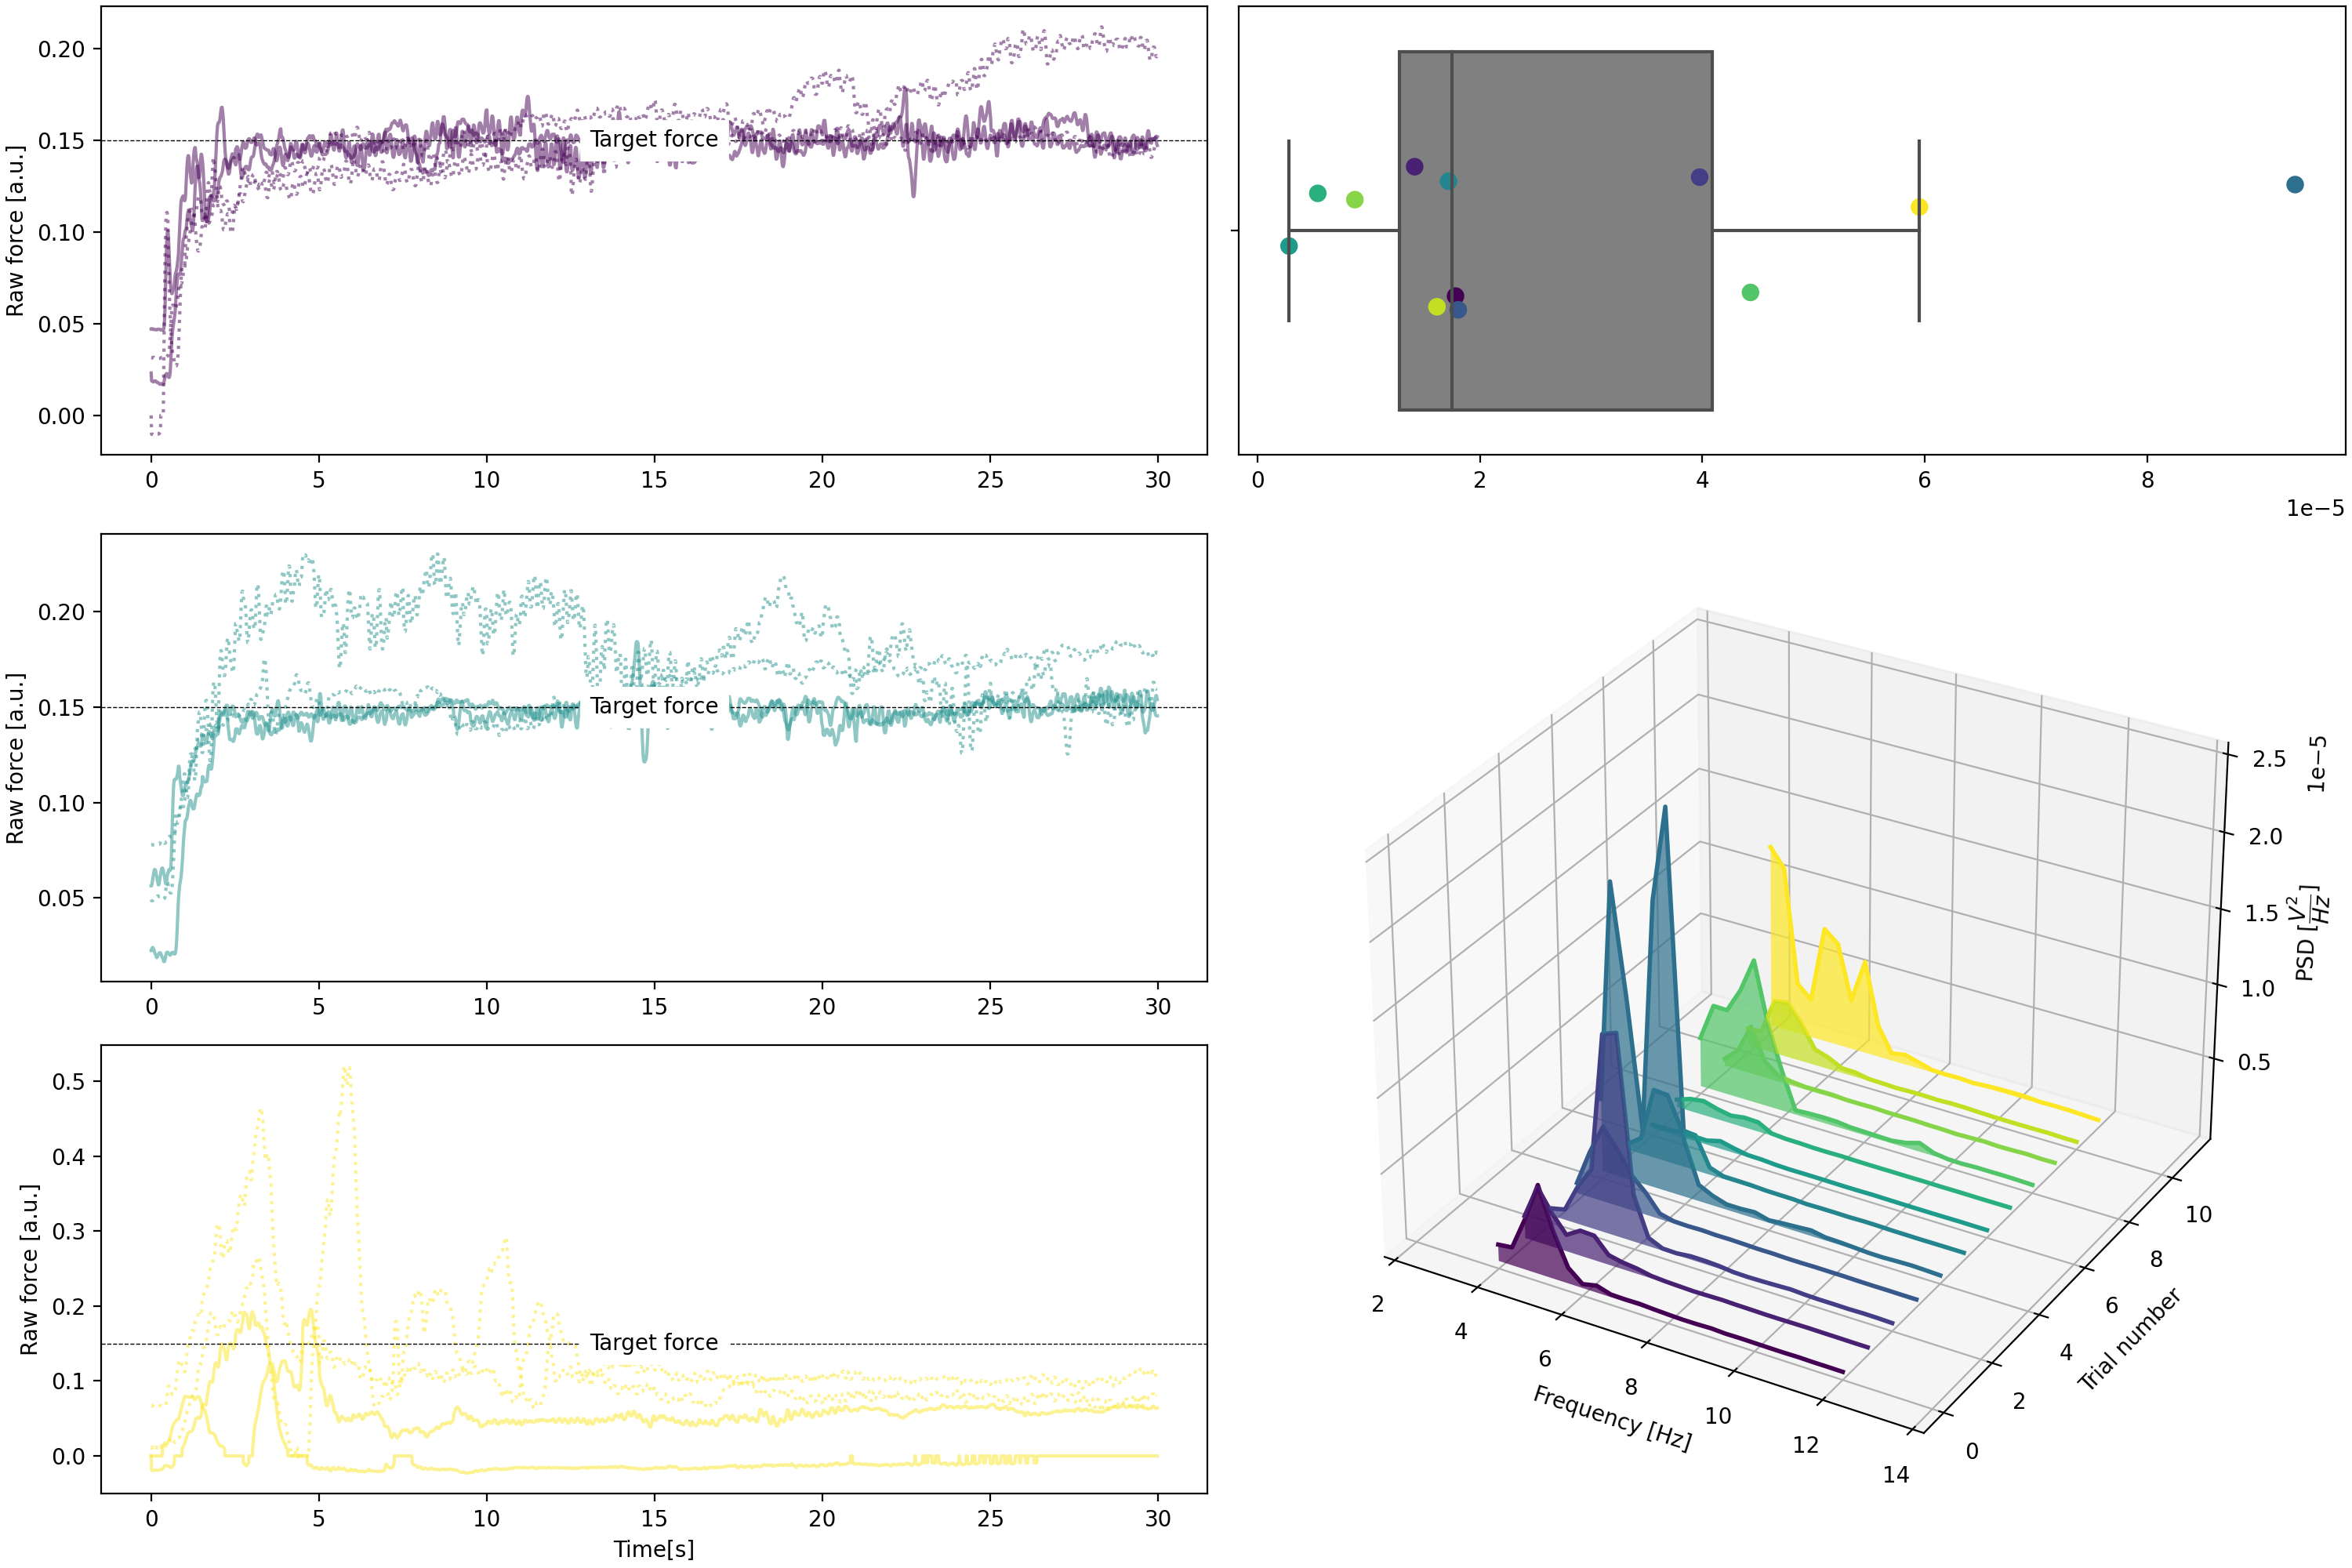 Raw force [a.u.]
0.20
0.15
0.10
0.05
0.00
Target force
0 5 10 15 20 25 30
0 2 4 6 8
1e−5
Raw force [a.u.]
0.20
0.15
0.10
0.05
Target force
0 5 10 15 20 25 30
Raw force [a.u.]
0.5
0.4
0.3
0.2
0.1
0.0
Target force
0 5 10 15 20 25 30
Time[s]
2 4 6 8 10 12 14
Frequency [Hz]
0 2 4 6 8 10
Trial number
2.5
2.0
1.5
1.0
0.5
1e−5
PSD [V²/Hz]